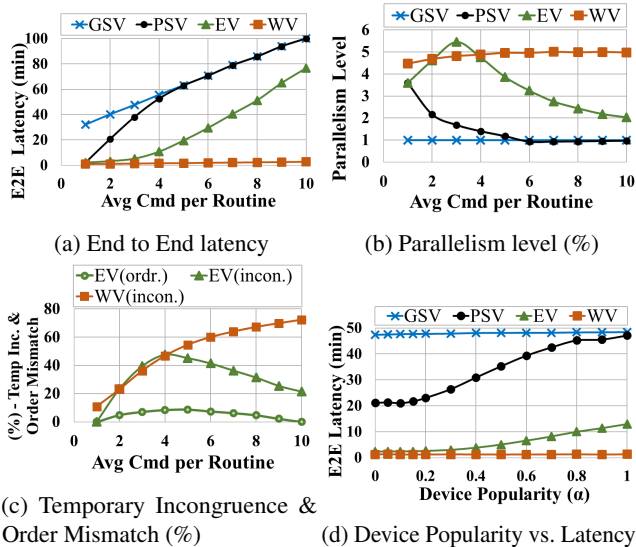 GSV PSV EV WV
E2E Latency (min)
100
80
60
40
20
0
0 2 4 6 8 10
Avg Cmd per Routine
(a) End to End latency
GSV PSV EV WV
Parallelism Level
6
5
4
3
2
1
0
0 2 4 6 8 10
Avg Cmd per Routine
(b) Parallelism level (%)
EV(ordr.) EV(incon.)
WV(incon.)
(%) - Temp Inc. &
Order Mismatch
80
60
40
20
0
0 2 4 6 8 10
Avg Cmd per Routine
(c) Temporary Incongruence &
Order Mismatch (%)
GSV PSV EV WV
E2E Latency (min)
50
40
30
20
10
0
0 0.2 0.4 0.6 0.8 1
Device Popularity (α)
(d) Device Popularity vs. Latency